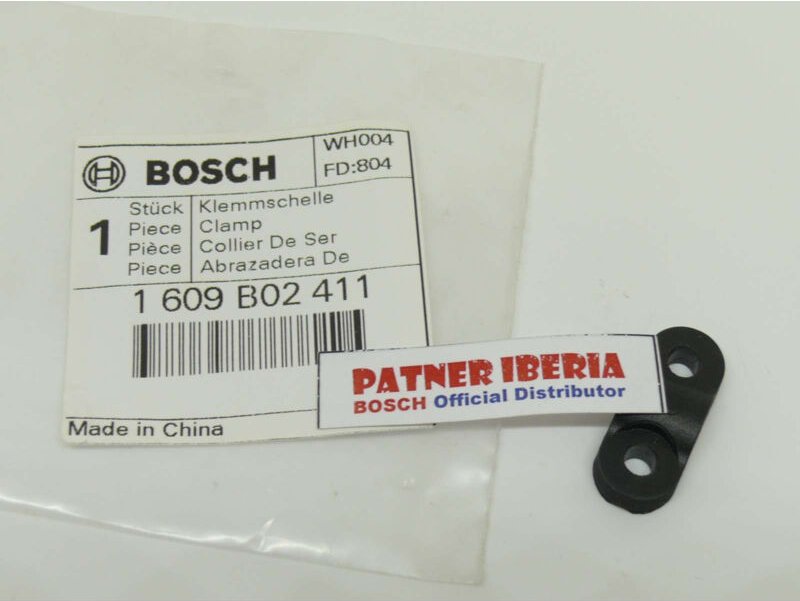 BOSCH
WH004
FD:804
1
Stück Klemmschelle
Piece Clamp
Pièce Collier De Ser
Piece Abrazadera De
1 609 B02 411
Made in China
PATNER IBERIA
BOSCH Official Distributor